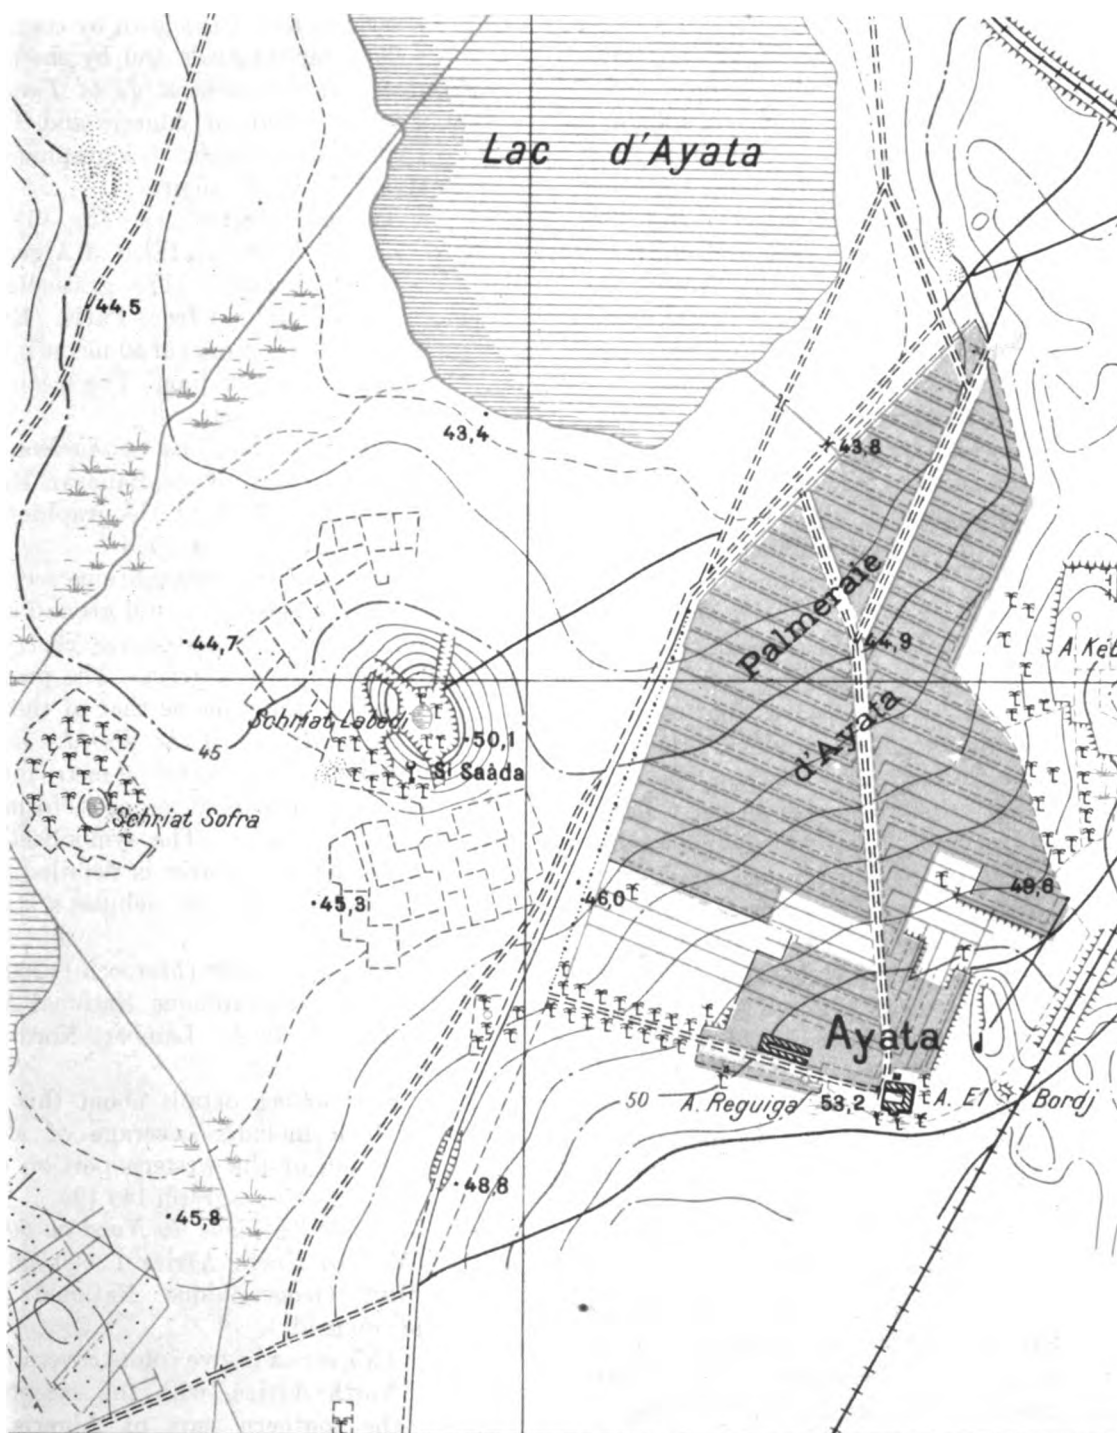 Lac d'Ayata
44,5
43,4
43,8
44,7
Palmeraie
44,9
A. Keb
d'Ayata
45
50,1
Si Saâda
Schriat Sofra
49,8
45,3
46,0
Ayata
50
A. Reguiga
53,2
A. El Bordj
48,8
45,8